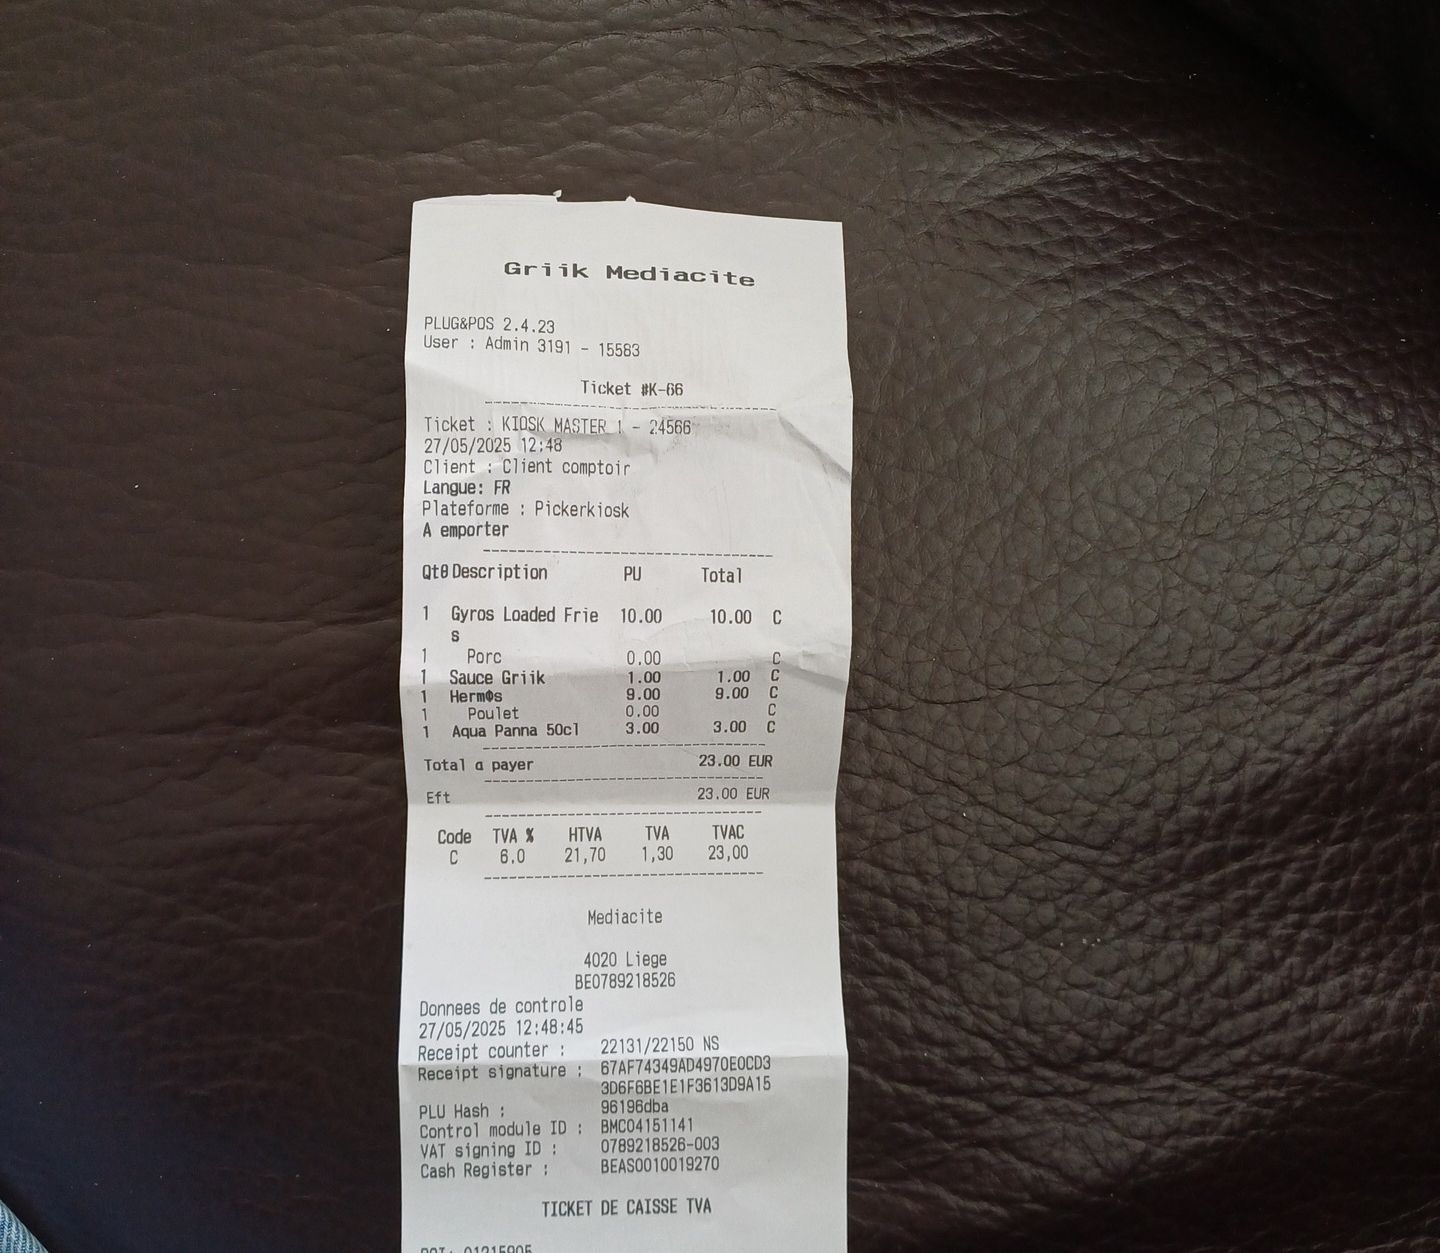 Griik Mediacite
PLUG&POS 2.4.23
User : Admin 3191 - 15583
Ticket #K-66
Ticket : KIOSK MASTER 1 - 24566
27/05/2025 12:48
Client : Client comptoir
Langue: FR
Plateforme : Pickerkiosk
A emporter
QtθDescription PU Total
1 Gyros Loaded Frie 10.00 10.00 C
s
1 Porc 0.00 C
1 Sauce Griik 1.00 1.00 C
1 HermΦs 9.00 9.00 C
1 Poulet 0.00 C
1 Aqua Panna 50cl 3.00 3.00 C
Total a payer 23.00 EUR
Eft 23.00 EUR
Code TVA % HTVA TVA TVAC
C 6.0 21,70 1,30 23,00
Mediacite
4020 Liege
BE0789218526
Donnees de controle
27/05/2025 12:48:45
Receipt counter : 22131/22150 NS
Receipt signature : 67AF74349AD4970E0CD3
3D6F6BE1E1F3613D9A15
PLU Hash : 96196dba
Control module ID : BMC04151141
VAT signing ID : 0789218526-003
Cash Register : BEAS0010019270
TICKET DE CAISSE TVA